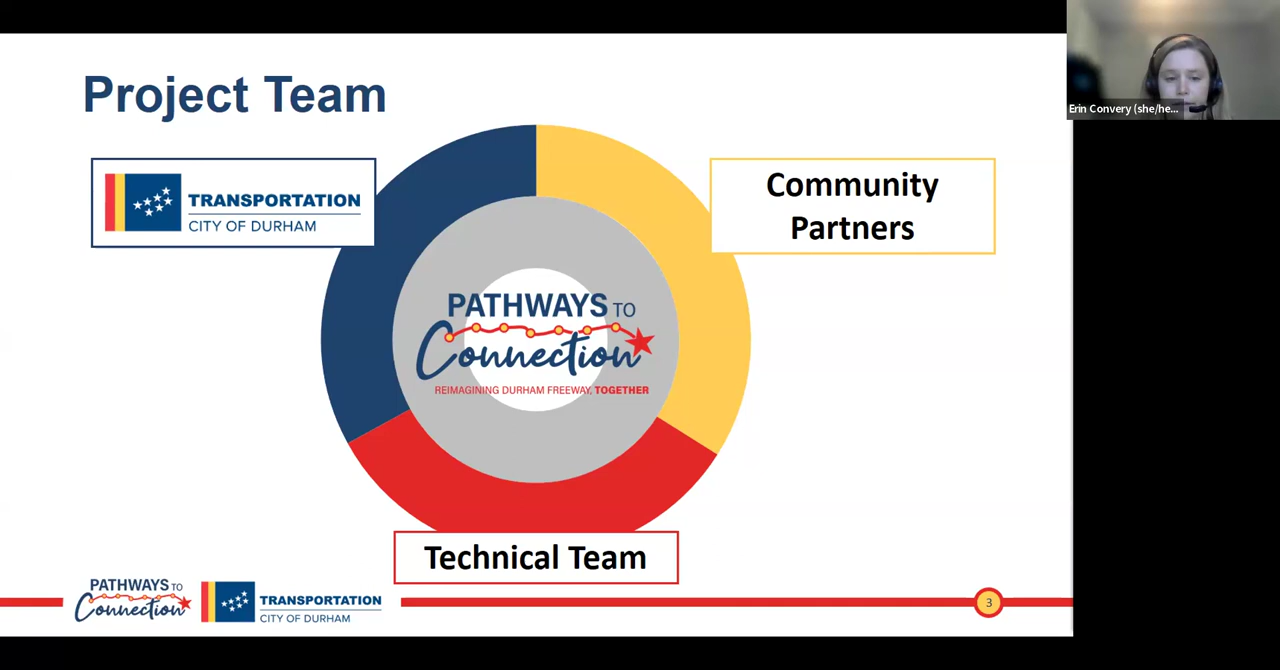 Project Team
Erin Convery (she/he...
TRANSPORTATION
CITY OF DURHAM
Community
Partners
PATHWAYS TO
Connection
REIMAGINING DURHAM FREEWAY, TOGETHER
Technical Team
PATHWAYS TO
Connection
TRANSPORTATION
CITY OF DURHAM
3